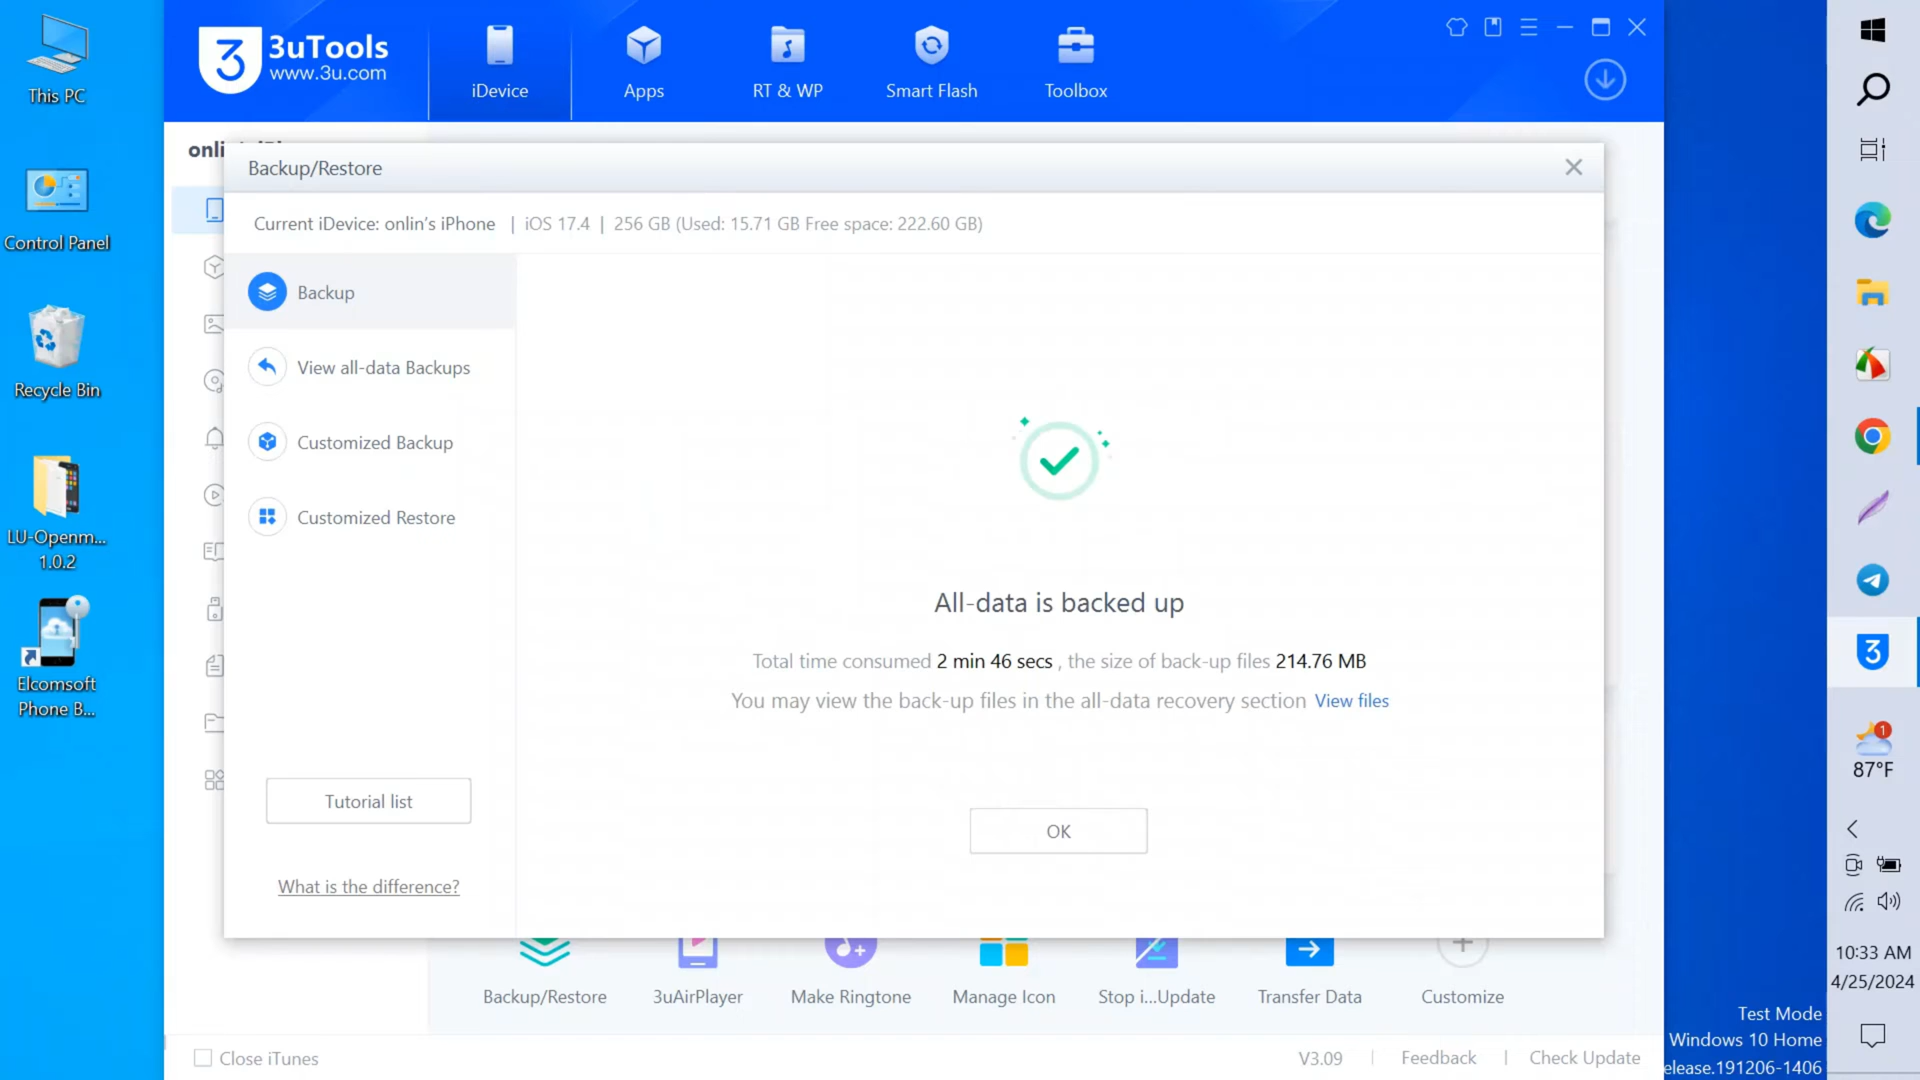 This PC
Control Panel
Recycle Bin
LU-Openm...
1.0.2
Elcomsoft
Phone B...
3
3uTools
www.3u.com
iDevice
Apps
RT & WP
Smart Flash
Toolbox
Backup/Restore
Current iDevice: onlin's iPhone | iOS 17.4 | 256 GB (Used: 15.71 GB Free space: 222.60 GB)
Backup
View all-data Backups
Customized Backup
Customized Restore
Tutorial list
What is the difference?
All-data is backed up
Total time consumed 2 min 46 secs , the size of back-up files 214.76 MB
You may view the back-up files in the all-data recovery section View files
OK
Backup/Restore
3uAirPlayer
Make Ringtone
Manage Icon
Stop i...Update
Transfer Data
Customize
Close iTunes
V3.09 | Feedback | Check Update
3
1
87°F
10:33 AM
4/25/2024
Test Mode
Windows 10 Home
elease.191206-1406